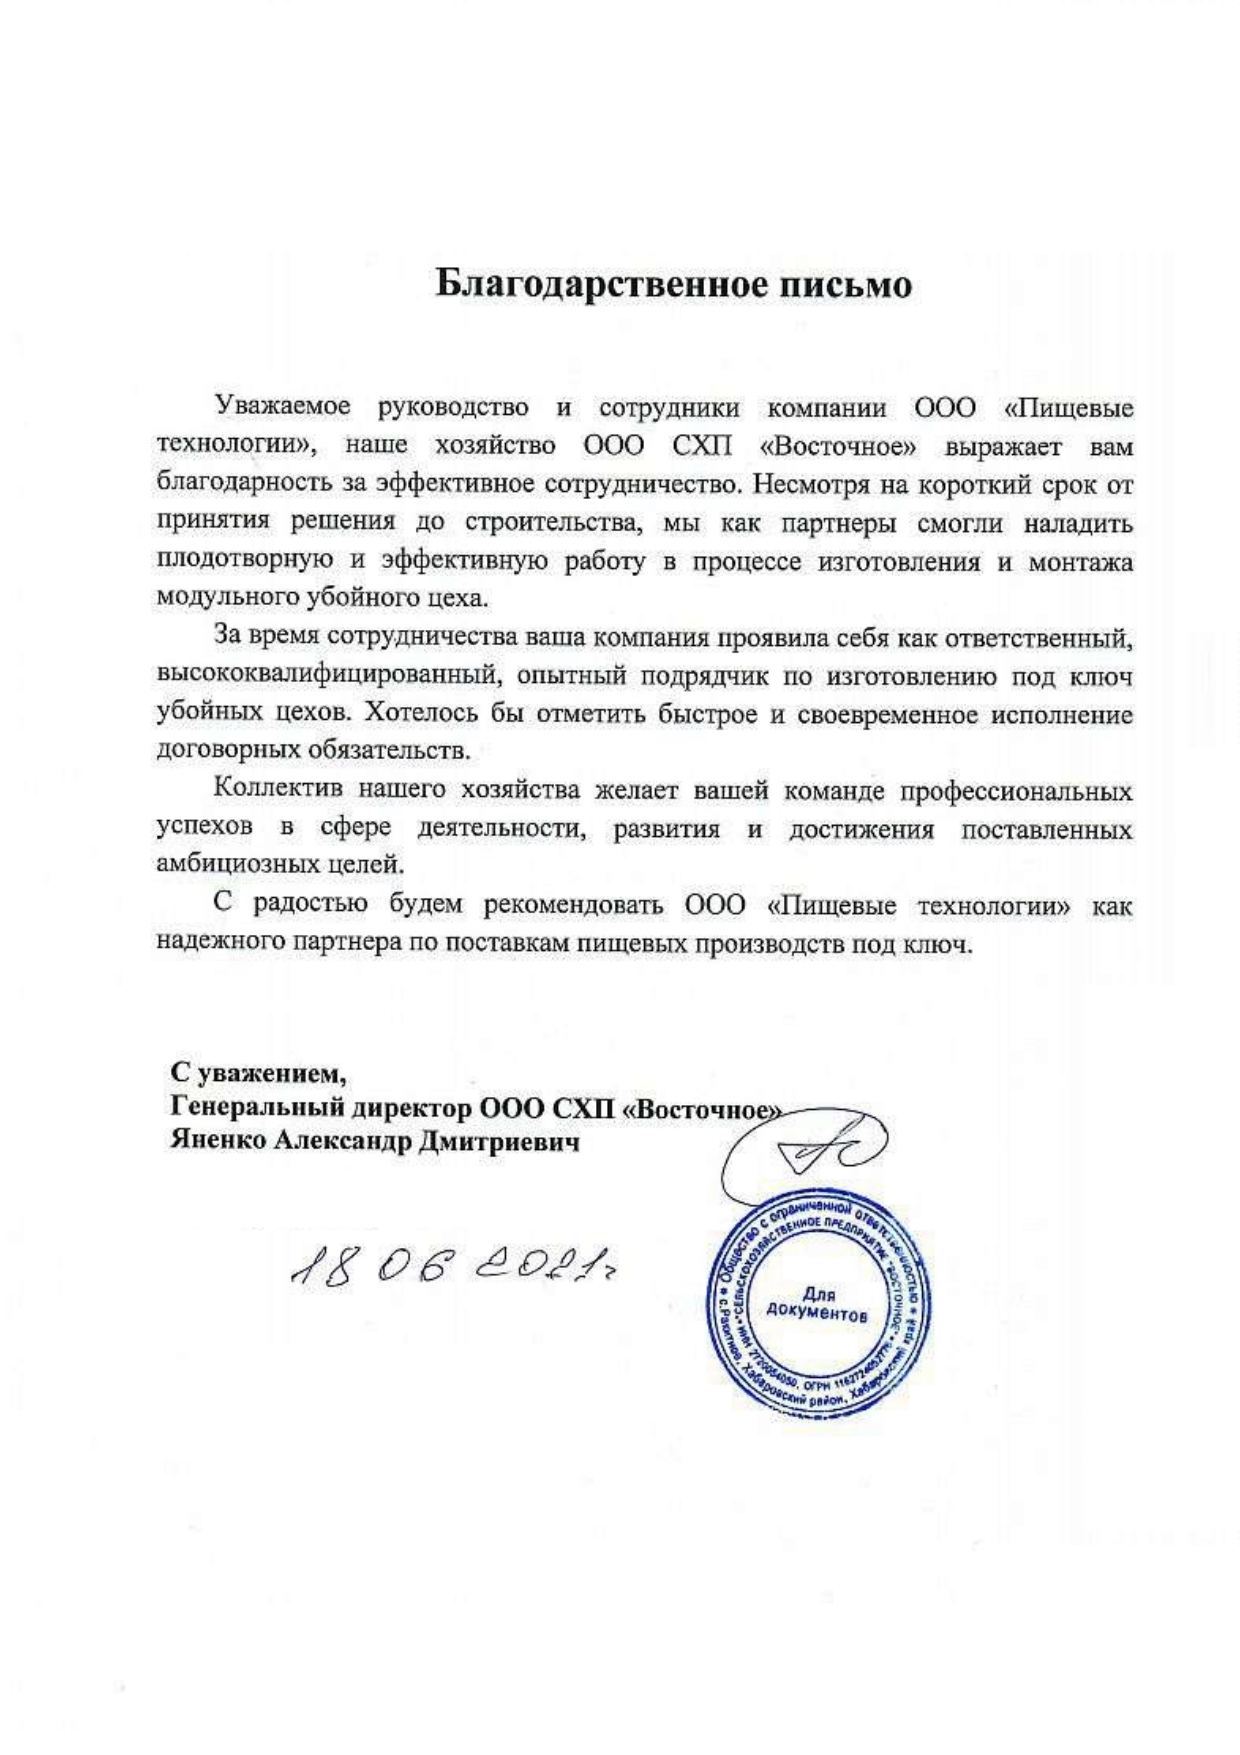 Благодарственное письмо
Уважаемое руководство и сотрудники компании ООО «Пищевые
технологии», наше хозяйство ООО СХП «Восточное» выражает вам
благодарность за эффективное сотрудничество. Несмотря на короткий срок от
принятия решения до строительства, мы как партнеры смогли наладить
плодотворную и эффективную работу в процессе изготовления и монтажа
модульного убойного цеха.
За время сотрудничества ваша компания проявила себя как ответственный,
высококвалифицированный, опытный подрядчик по изготовлению под ключ
убойных цехов. Хотелось бы отметить быстрое и своевременное исполнение
договорных обязательств.
Коллектив нашего хозяйства желает вашей команде профессиональных
успехов в сфере деятельности, развития и достижения поставленных
амбициозных целей.
С радостью будем рекомендовать ООО «Пищевые технологии» как
надежного партнера по поставкам пищевых производств под ключ.
С уважением,
Генеральный директор ООО СХП «Восточное»
Яненко Александр Дмитриевич
18 06 2021г
Общество с ограниченной ответственностью
с.Ракитное, Хабаровский район, Хабаровский край
"СЕЛЬСКОХОЗЯЙСТВЕННОЕ ПРЕДПРИЯТИЕ "ВОСТОЧНОЕ"
ИНН 2720054050, ОГРН
Для
документов